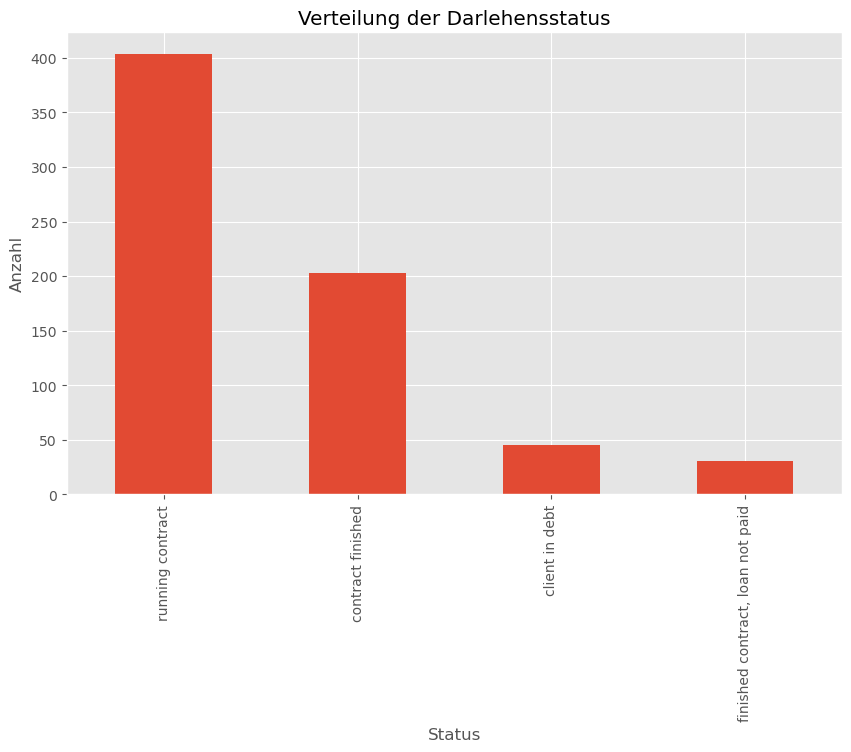 Verteilung der Darlehensstatus
Anzahl
400
350
300
250
200
150
100
50
0
running contract
contract finished
client in debt
finished contract, loan not paid
Status